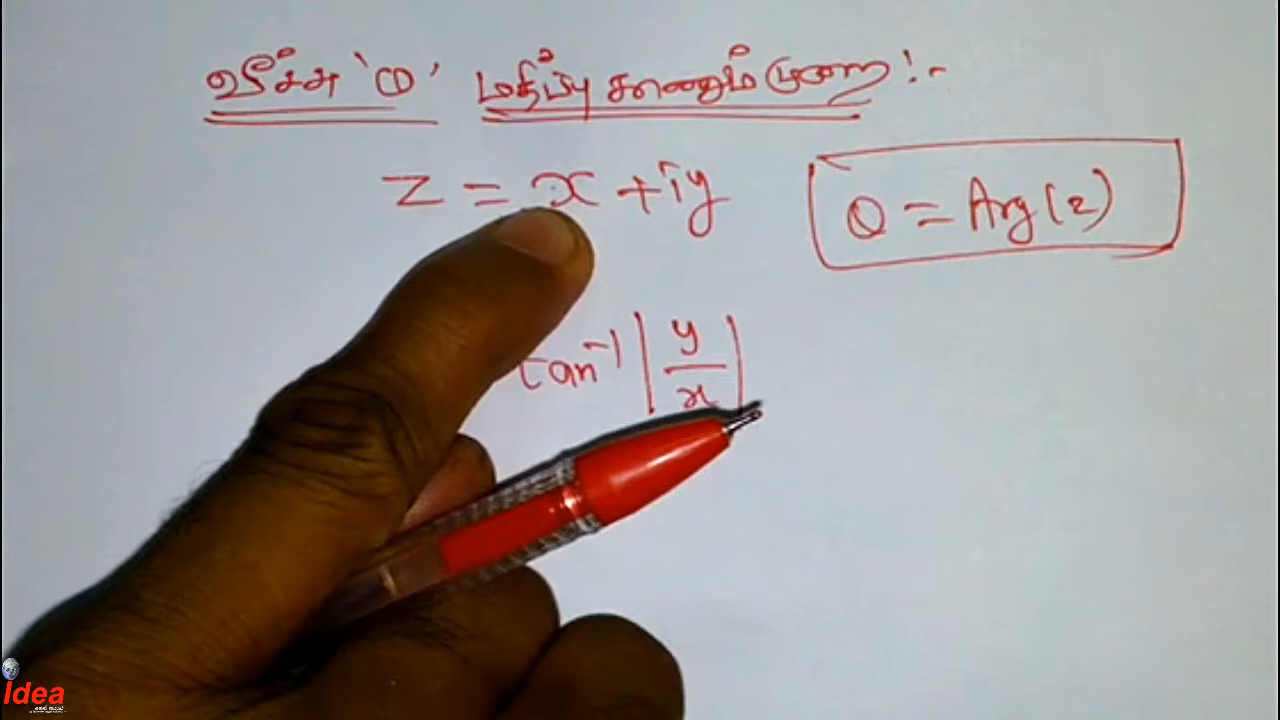 வீச்சு 'θ' மதிப்பு காணும் முறை :-
z = x + iy
θ = Arg(z)
tan⁻¹ |y/x|
Idea